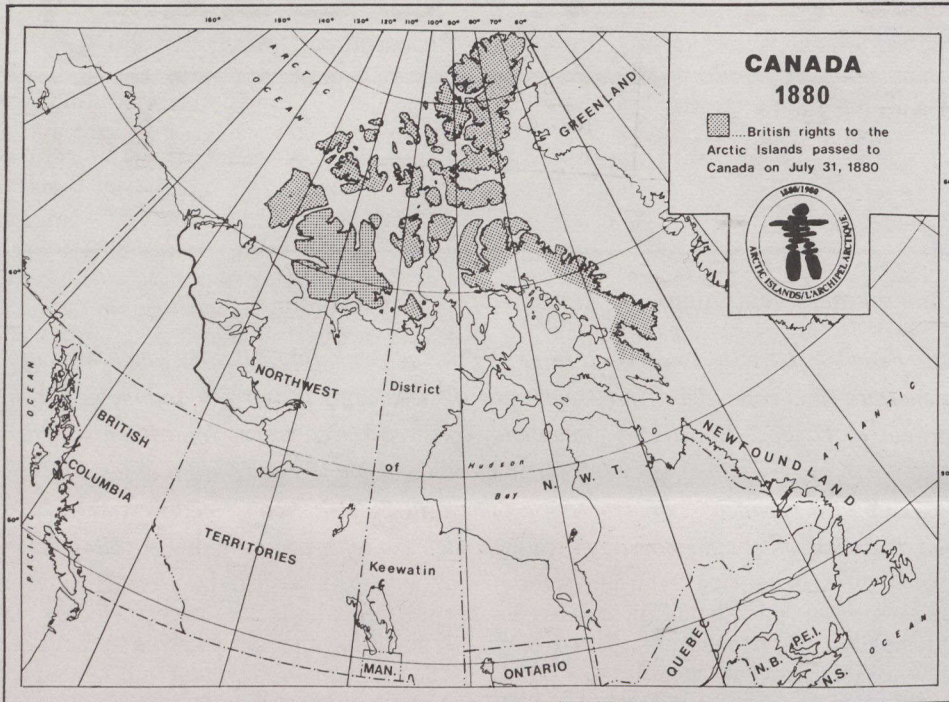 160° 150° 140° 130° 120° 110° 100° 90° 80° 70° 60°
CANADA
1880
....British rights to the
Arctic Islands passed to
Canada on July 31, 1880
1880/1980
ARCTIC ISLANDS/L'ARCHIPEL ARCTIQUE
ARCTIC
OCEAN
GREENLAND
60°
NORTHWEST
District
PACIFIC OCEAN
BRITISH
COLUMBIA
of
Hudson
Bay
N. W. T.
NEWFOUNDLAND
ATLANTIC
OCEAN
50°
TERRITORIES
Keewatin
MAN.
ONTARIO
QUEBEC
N.B.
P.E.I.
N.S.